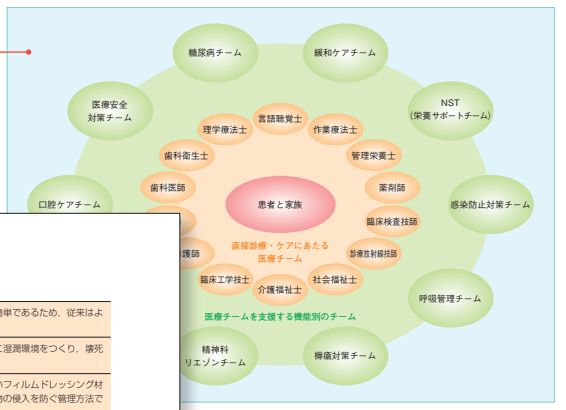 糖尿病チーム
緩和ケアチーム
医療安全
対策チーム
NST
(栄養サポートチーム)
言語聴覚士
理学療法士
作業療法士
歯科衛生士
管理栄養士
歯科医師
患者と家族
薬剤師
口腔ケアチーム
感染防止対策チーム
臨床検査技師
直接診療・ケアにあたる
医療チーム
護師
診療放射線技師
臨床工学技士
介護福祉士
社会福祉士
呼吸管理チーム
医療チームを支援する機能別のチーム
精神科
リエゾンチーム
褥瘡対策チーム
単であるため，従来はよ
湿潤環境をつくり，壊死
いフィルムドレッシング材
物の侵入を防ぐ管理方法で